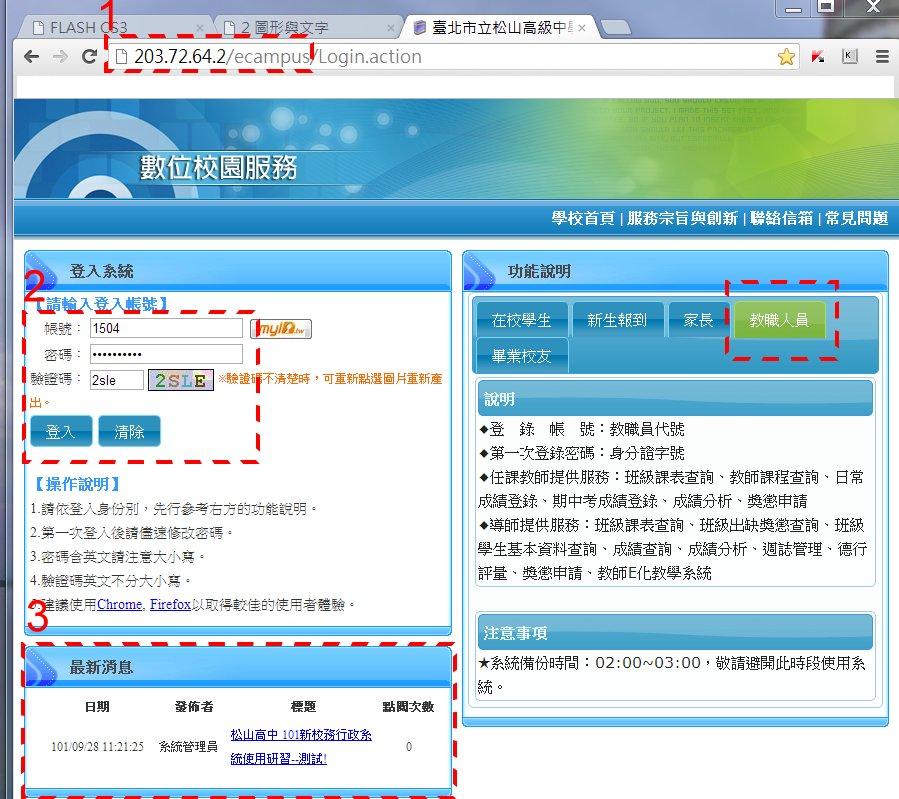 1
FLASH CS3
2 圖形與文字
臺北市立松山高級中
203.72.64.2/ecampus/Login.action
數位校園服務
學校首頁 | 服務宗旨與創新 | 聯絡信箱 | 常見問題
登入系統
2
【請輸入登入帳號】
帳號：1504
myID.tw
密碼：••••••••••
驗證碼：2sle 2SLE ※驗證碼不清楚時，可重新點選圖片重新產
出。
登入 清除
【操作說明】
1.請依登入身份別，先行參考右方的功能說明。
2.第一次登入後請儘速修改密碼。
3.密碼含英文請注意大小寫。
4.驗證碼英文不分大小寫。
5.建議使用Chrome, Firefox以取得較佳的使用者體驗。
3
最新消息
日期 發佈者 標題 點閱次數
101/09/28 11:21:25 系統管理員 松山高中 101新校務行政系
統使用研習--測試! 0
功能說明
在校學生 新生報到 家長 教職人員
畢業校友
說明
◆登 錄 帳 號：教職員代號
◆第一次登錄密碼：身分證字號
◆任課教師提供服務：班級課表查詢、教師課程查詢、日常
成績登錄、期中考成績登錄、成績分析、獎懲申請
◆導師提供服務：班級課表查詢、班級出缺獎懲查詢、班級
學生基本資料查詢、成績查詢、成績分析、週誌管理、德行
評量、獎懲申請、教師E化教學系統
注意事項
★系統備份時間：02:00~03:00，敬請避開此時段使用系
統。